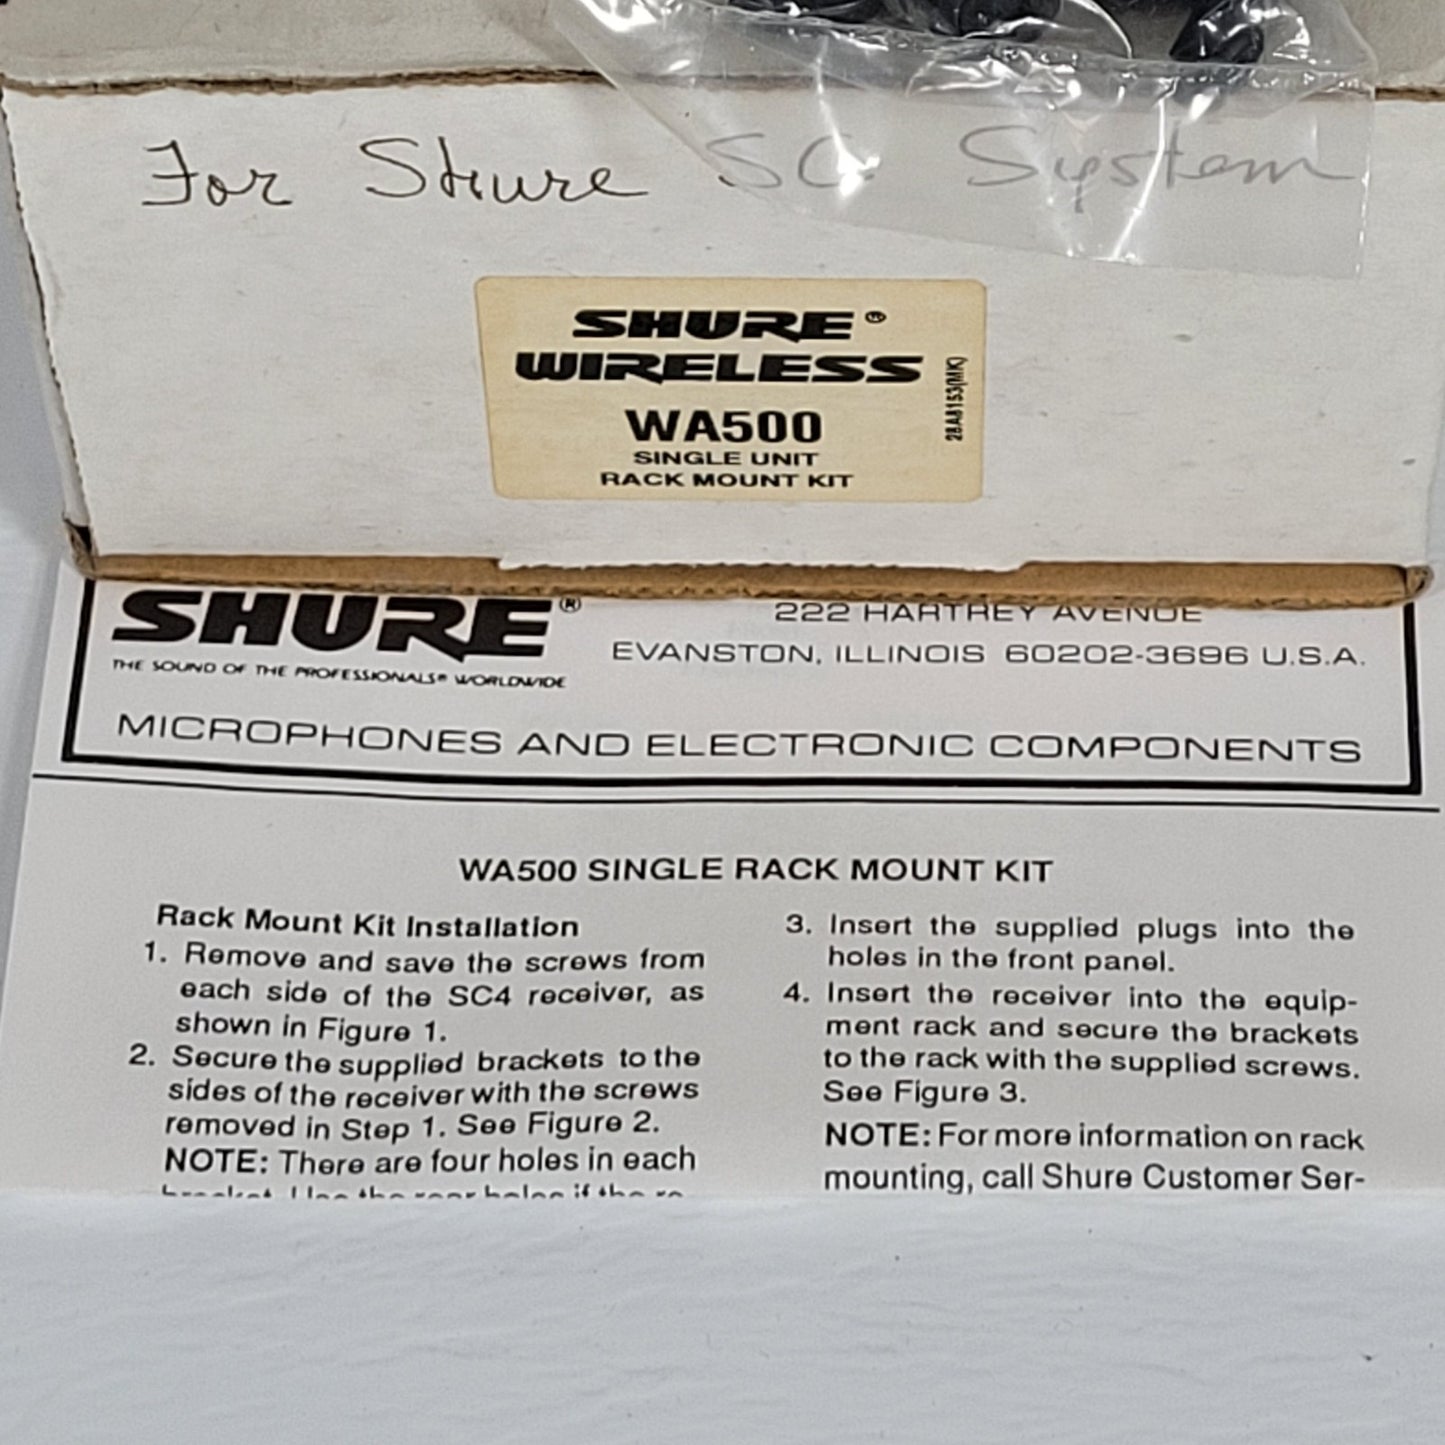 For Shure SC System
SHURE®
WIRELESS
WA500
SINGLE UNIT
RACK MOUNT KIT
28A8153(MK)
SHURE®
THE SOUND OF THE PROFESSIONALS® WORLDWIDE
222 HARTREY AVENUE
EVANSTON, ILLINOIS 60202-3696 U.S.A.
MICROPHONES AND ELECTRONIC COMPONENTS
WA500 SINGLE RACK MOUNT KIT
Rack Mount Kit Installation
1. Remove and save the screws from
each side of the SC4 receiver, as
shown in Figure 1.
2. Secure the supplied brackets to the
sides of the receiver with the screws
removed in Step 1. See Figure 2.
NOTE: There are four holes in each
3. Insert the supplied plugs into the
holes in the front panel.
4. Insert the receiver into the equip-
ment rack and secure the brackets
to the rack with the supplied screws.
See Figure 3.
NOTE: For more information on rack
mounting, call Shure Customer Ser-